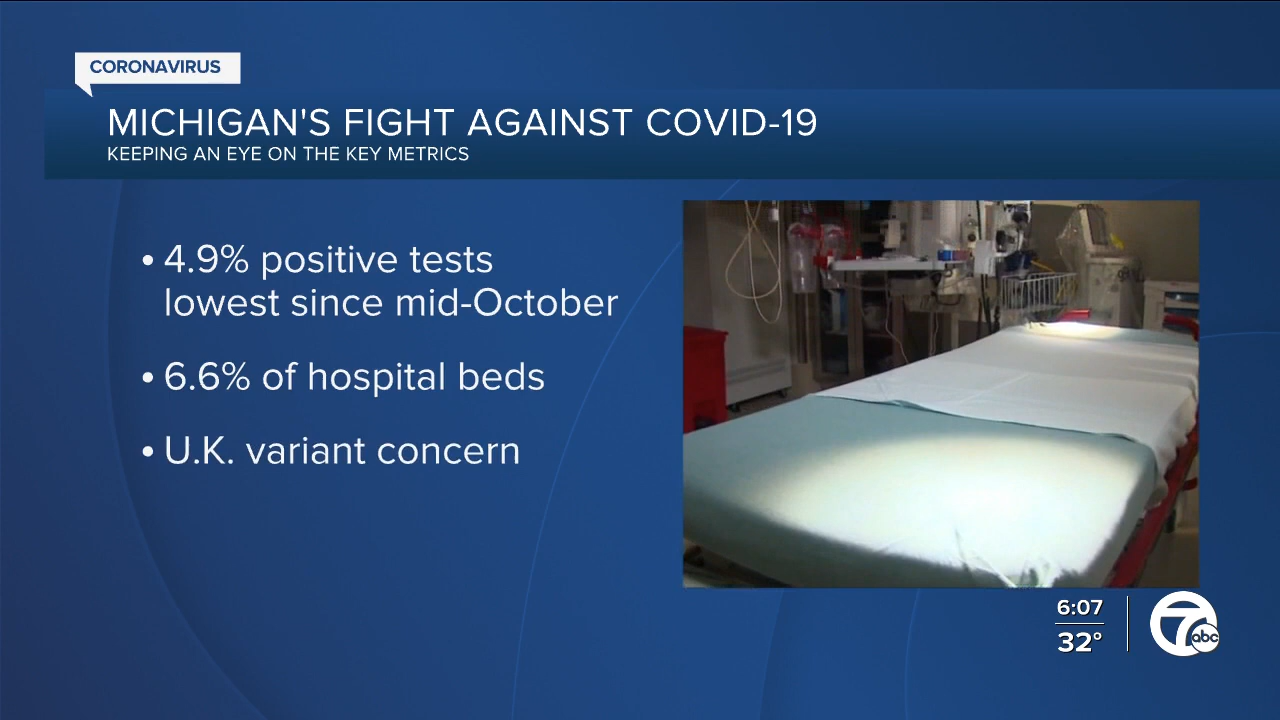 CORONAVIRUS
MICHIGAN'S FIGHT AGAINST COVID-19
KEEPING AN EYE ON THE KEY METRICS
• 4.9% positive tests
lowest since mid-October
• 6.6% of hospital beds
• U.K. variant concern
6:07
32°
7
abc